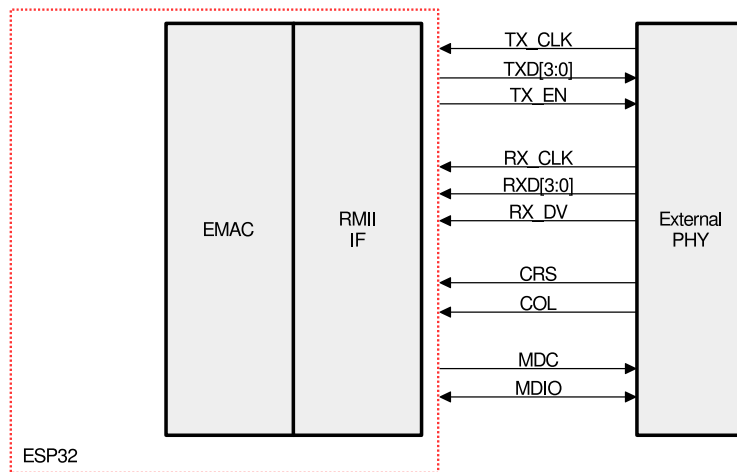 TX_CLK
TXD[3:0]
TX_EN
RX_CLK
RXD[3:0]
RX_DV
EMAC
RMII
IF
External
PHY
CRS
COL
MDC
MDIO
ESP32